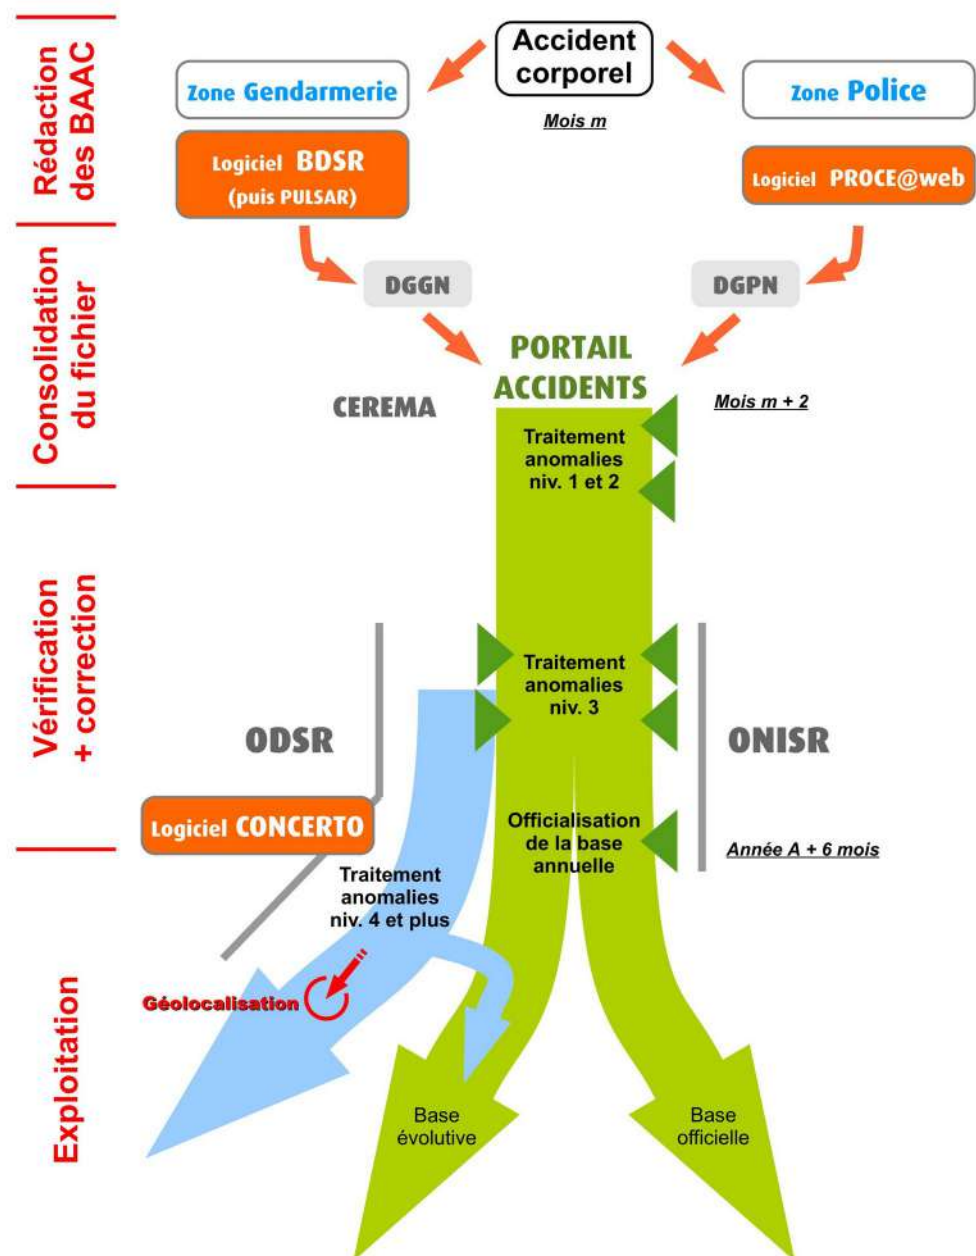 Rédaction
des BAAC
Accident
corporel
Mois m
Zone Gendarmerie
Zone Police
Logiciel BDSR
(puis PULSAR)
Logiciel PROCE@web
Consolidation
du fichier
DGGN
DGPN
PORTAIL
ACCIDENTS
CEREMA
Mois m + 2
Traitement
anomalies
niv. 1 et 2
Vérification
+ correction
Traitement
anomalies
niv. 3
ODSR
ONISR
Logiciel CONCERTO
Officialisation
de la base
annuelle
Année A + 6 mois
Exploitation
Traitement
anomalies
niv. 4 et plus
Géolocalisation
Base
évolutive
Base
officielle